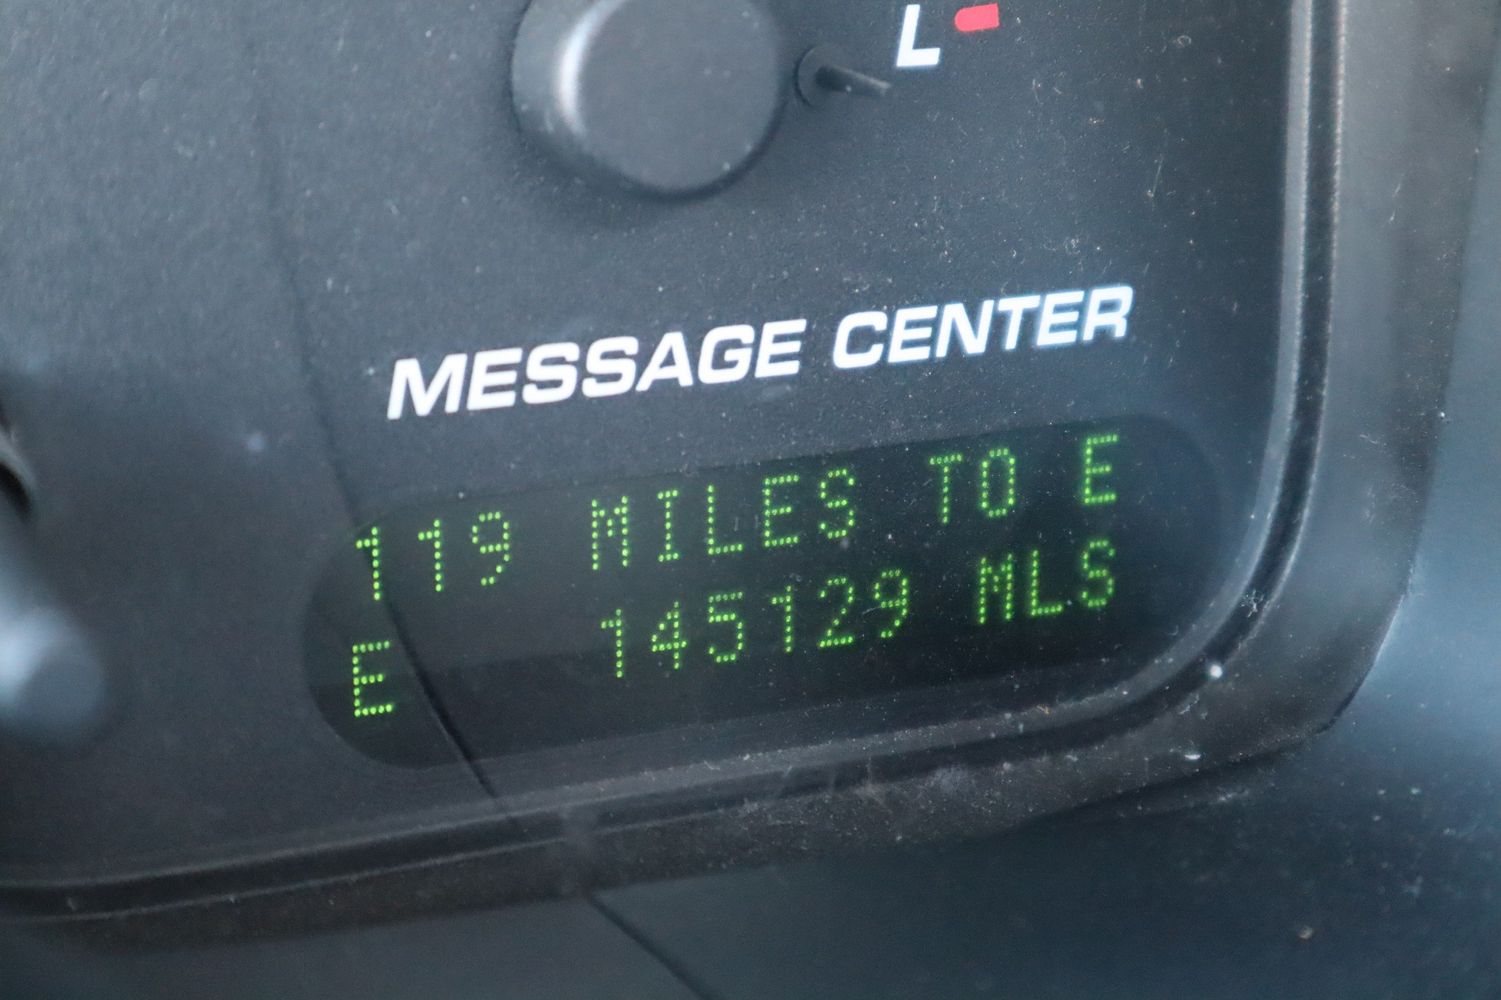 L
MESSAGE CENTER
119 MILES TO E
E 145129 MLS